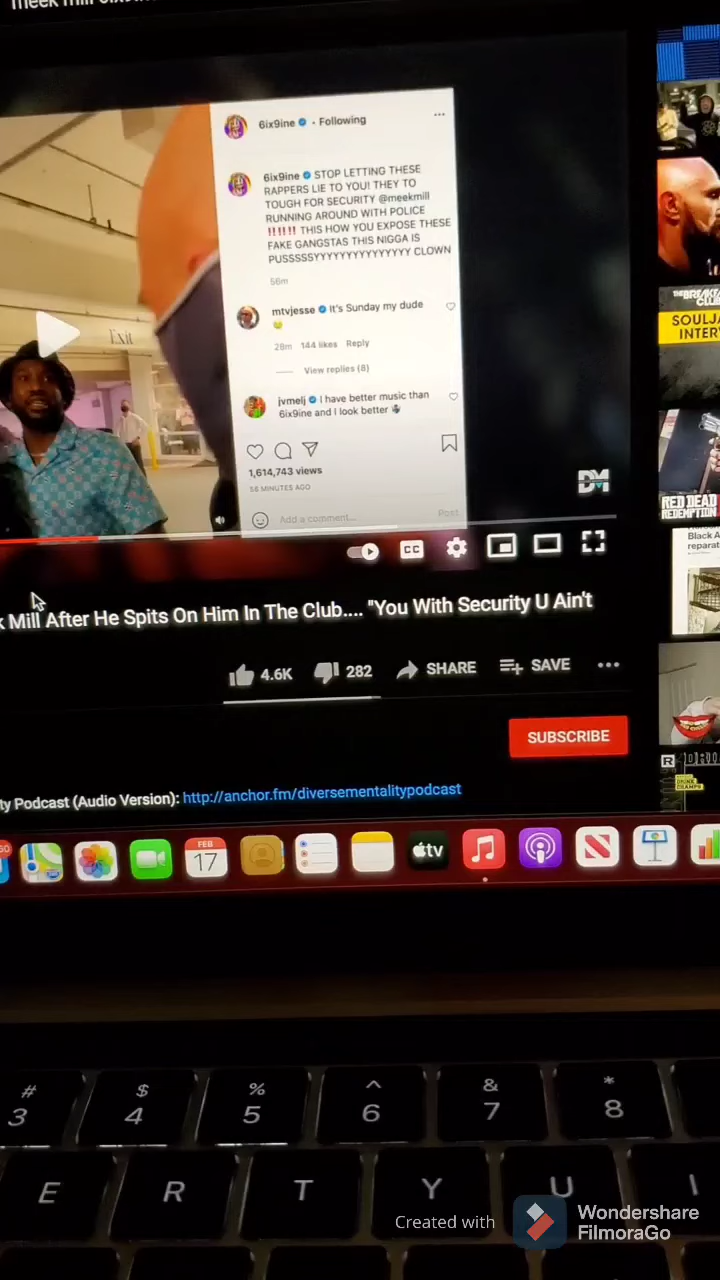 6ix9ine • Following
6ix9ine STOP LETTING THESE
RAPPERS LIE TO YOU! THEY TO
TOUGH FOR SECURITY @meekmill
RUNNING AROUND WITH POLICE
‼️‼️‼️ THIS HOW YOU EXPOSE THESE
FAKE GANGSTAS THIS NIGGA IS
PUSSSSYYYYYYYYYYYYYY CLOWN
56m
mtvjesse It's Sunday my dude
28m 144 likes Reply
View replies (8)
jvmelj I have better music than
6ix9ine and I look better
1,614,743 views
56 MINUTES AGO
Add a comment... Post
Exit
DM
CC
k Mill After He Spits On Him In The Club.... "You With Security U Ain't
4.6K 282 SHARE SAVE
SUBSCRIBE
ty Podcast (Audio Version): http://anchor.fm/diversementalitypodcast
SOULJA
INTERV
RED DEAD
REDEMPTION
Black A
reparat
DRINK
CHAMPS
FEB
17
tv
# $ % ^ & *
3 4 5 6 7 8
E R T Y U I
Created with Wondershare
FilmoraGo